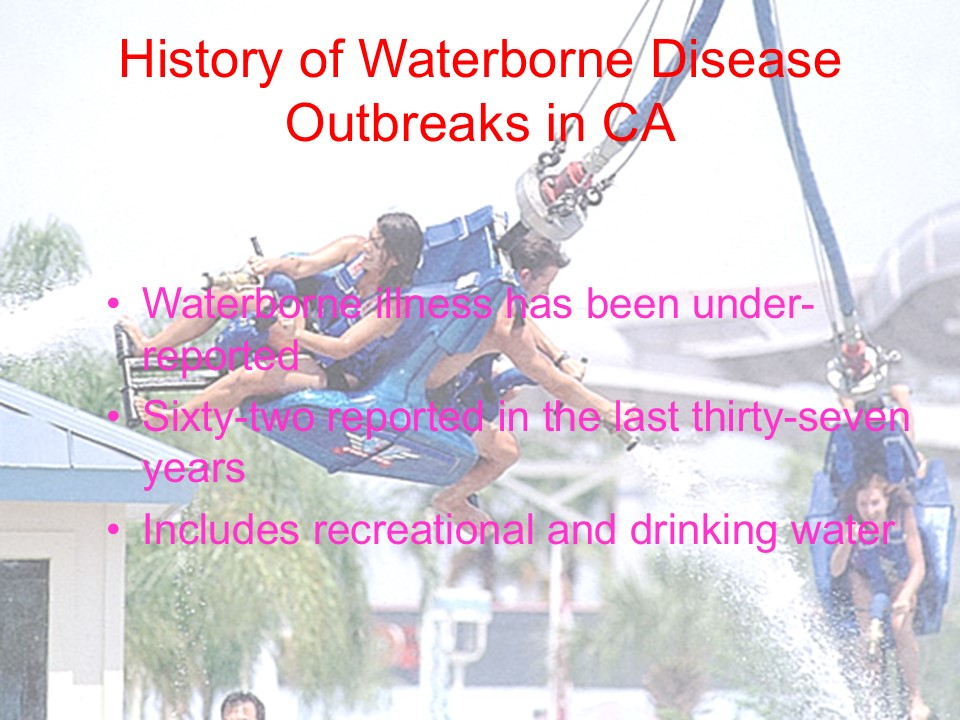 History of Waterborne Disease
Outbreaks in CA
• Waterborne illness has been under-
reported
• Sixty-two reported in the last thirty-seven
years
• Includes recreational and drinking water